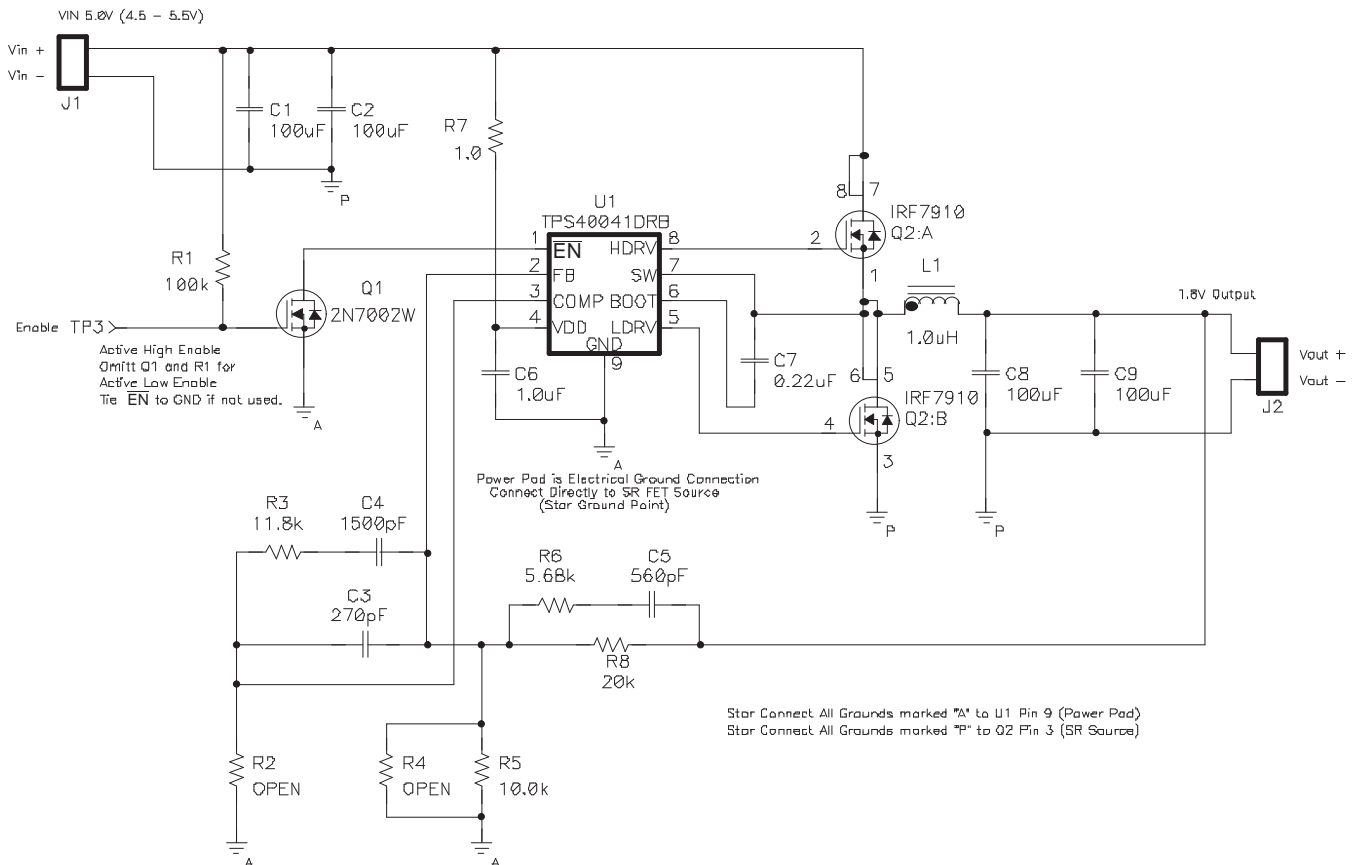 VIN 5.0V (4.5 - 5.5V)
Vin +
Vin -
J1
C1
100uF
C2
100uF
P
R7
1.0
R1
100k
Q1
2N7002W
Enable TP3
Active High Enable
Omitt Q1 and R1 for
Active Low Enable
Tie EN to GND if not used.
A
U1
TPS40041DRB
1
EN
HDRV
8
2
FB
SW
7
3
COMP
BOOT
6
4
VDD
LDRV
5
GND
9
C6
1.0uF
A
Power Pad is Electrical Ground Connection
Connect Directly to SR FET Source
(Star Ground Point)
8
7
IRF7910
Q2:A
2
1
L1
1.0uH
C7
0.22uF
6
5
IRF7910
Q2:B
4
3
P
1.8V Output
C8
100uF
C9
100uF
P
Vout +
Vout -
J2
R3
11.8k
C4
1500pF
C3
270pF
R6
5.68k
C5
560pF
R8
20k
Star Connect All Grounds marked "A" to U1 Pin 9 (Power Pad)
Star Connect All Grounds marked "P" to Q2 Pin 3 (SR Source)
R2
OPEN
R4
OPEN
R5
10.0k
A
A